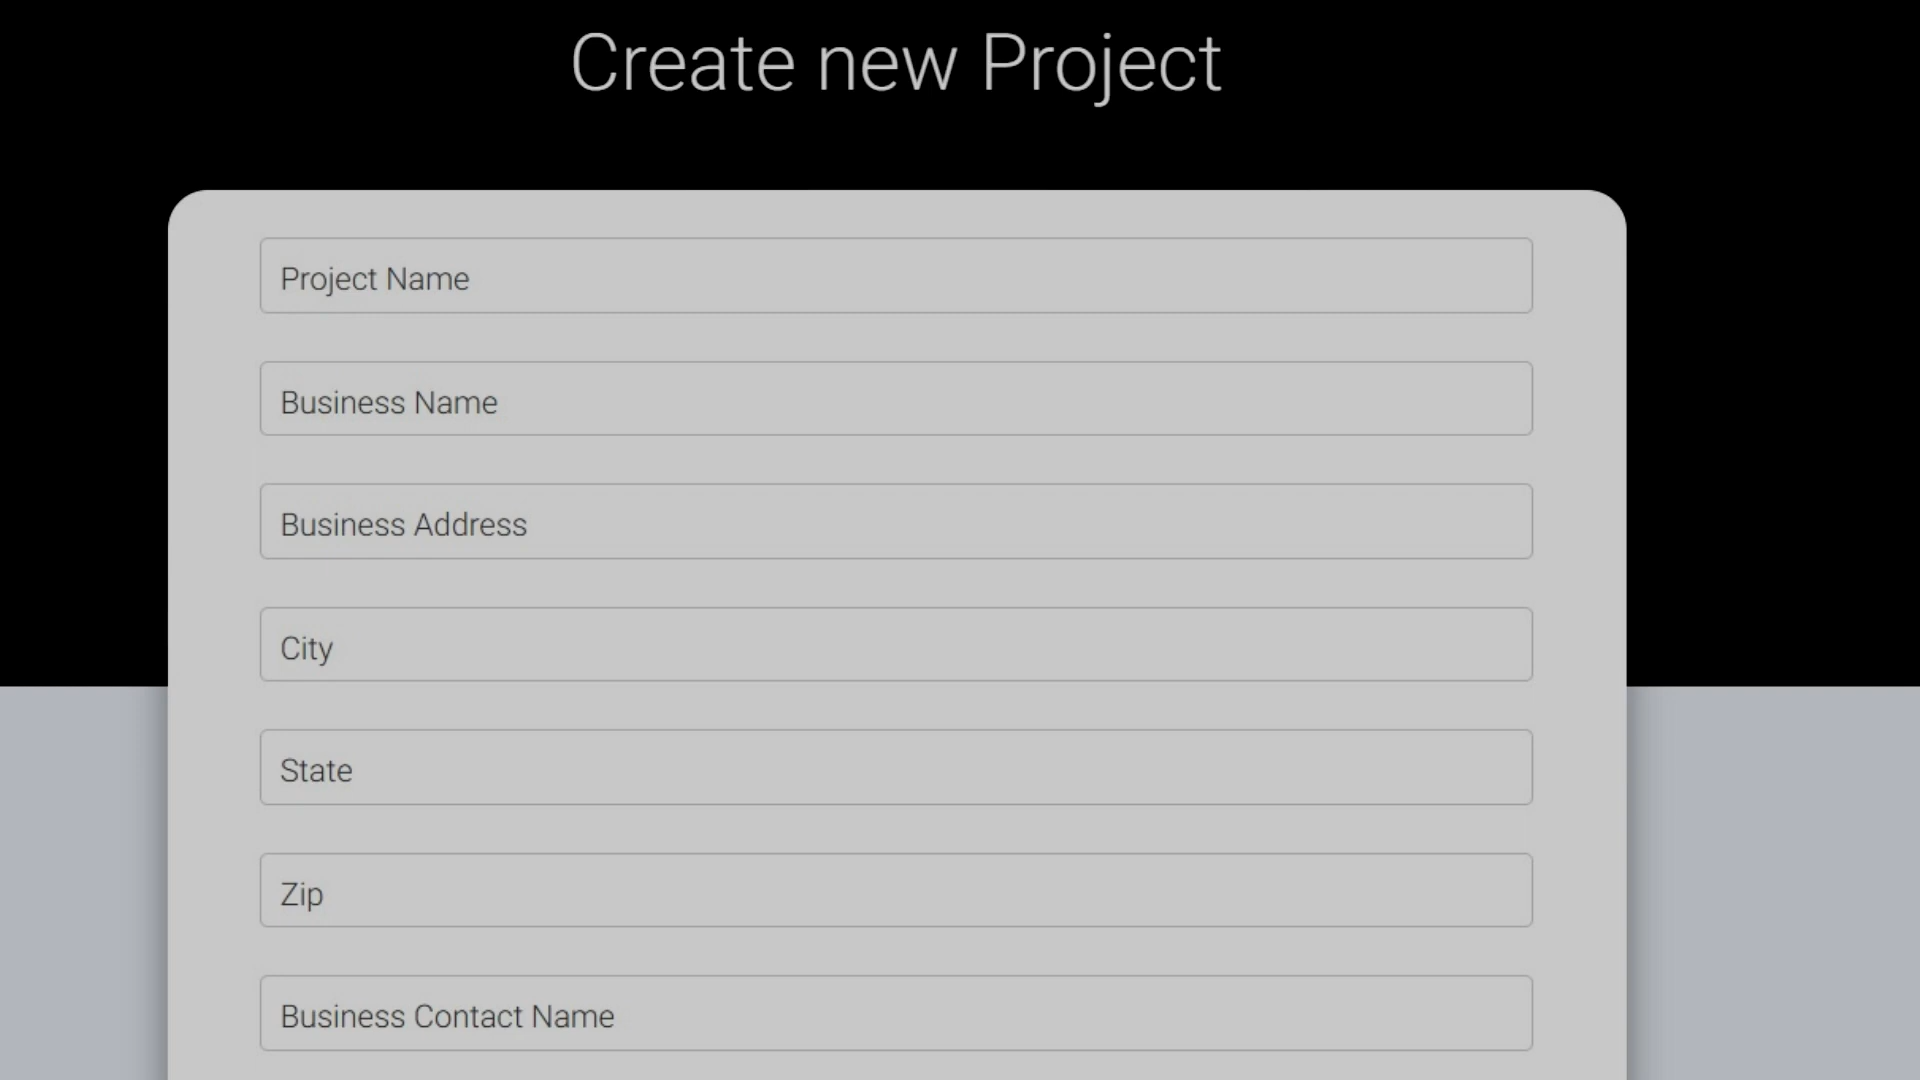 Create new Project
Project Name
Business Name
Business Address
City
State
Zip
Business Contact Name